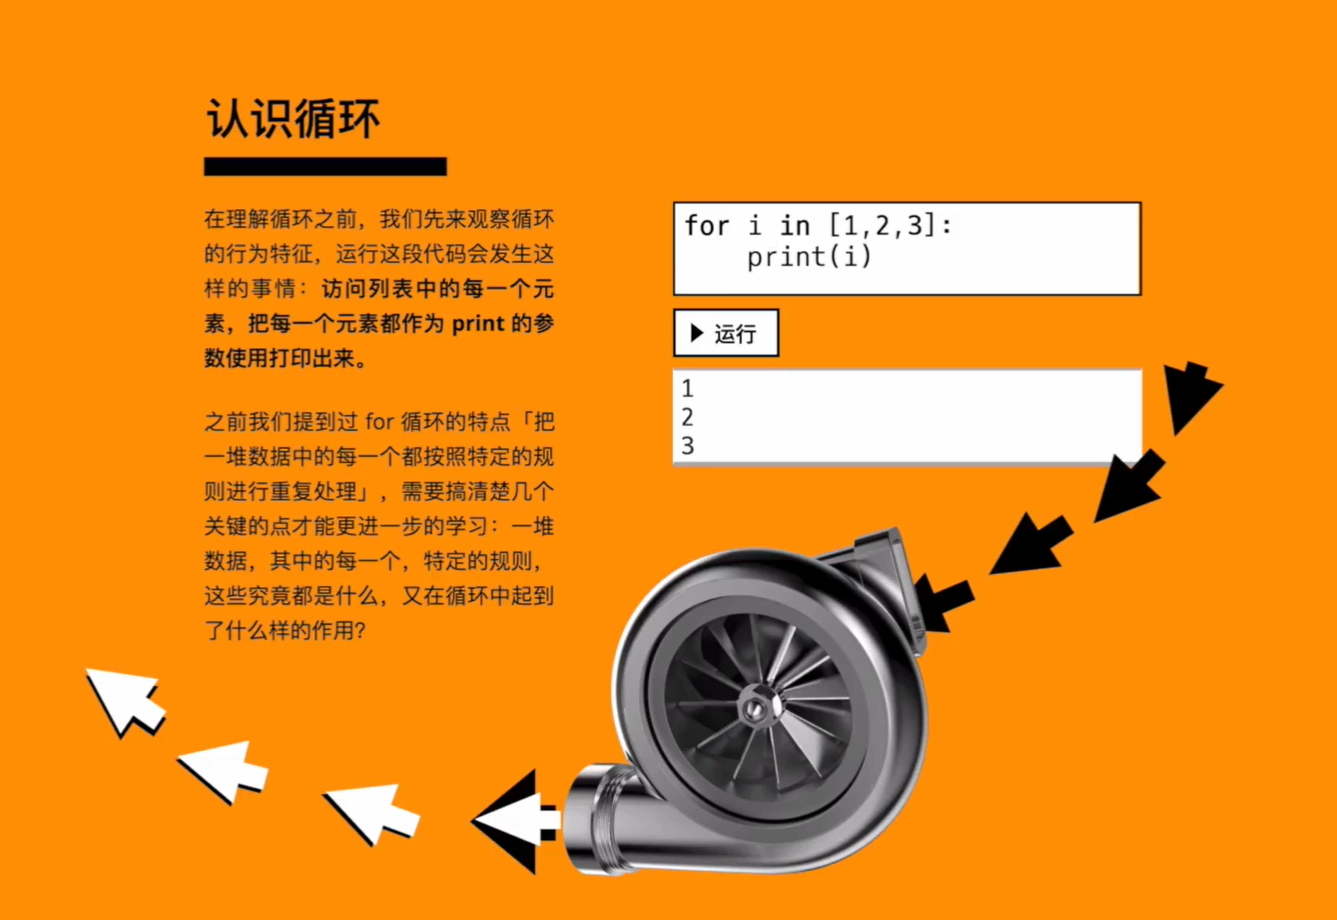 认识循环
在理解循环之前，我们先来观察循环
的行为特征，运行这段代码会发生这
样的事情：访问列表中的每一个元
素，把每一个元素都作为 print 的参
数使用打印出来。
之前我们提到过 for 循环的特点「把
一堆数据中的每一个都按照特定的规
则进行重复处理」，需要搞清楚几个
关键的点才能更进一步的学习：一堆
数据，其中的每一个，特定的规则，
这些究竟都是什么，又在循环中起到
了什么样的作用？
for i in [1,2,3]:
    print(i)
运行
1
2
3